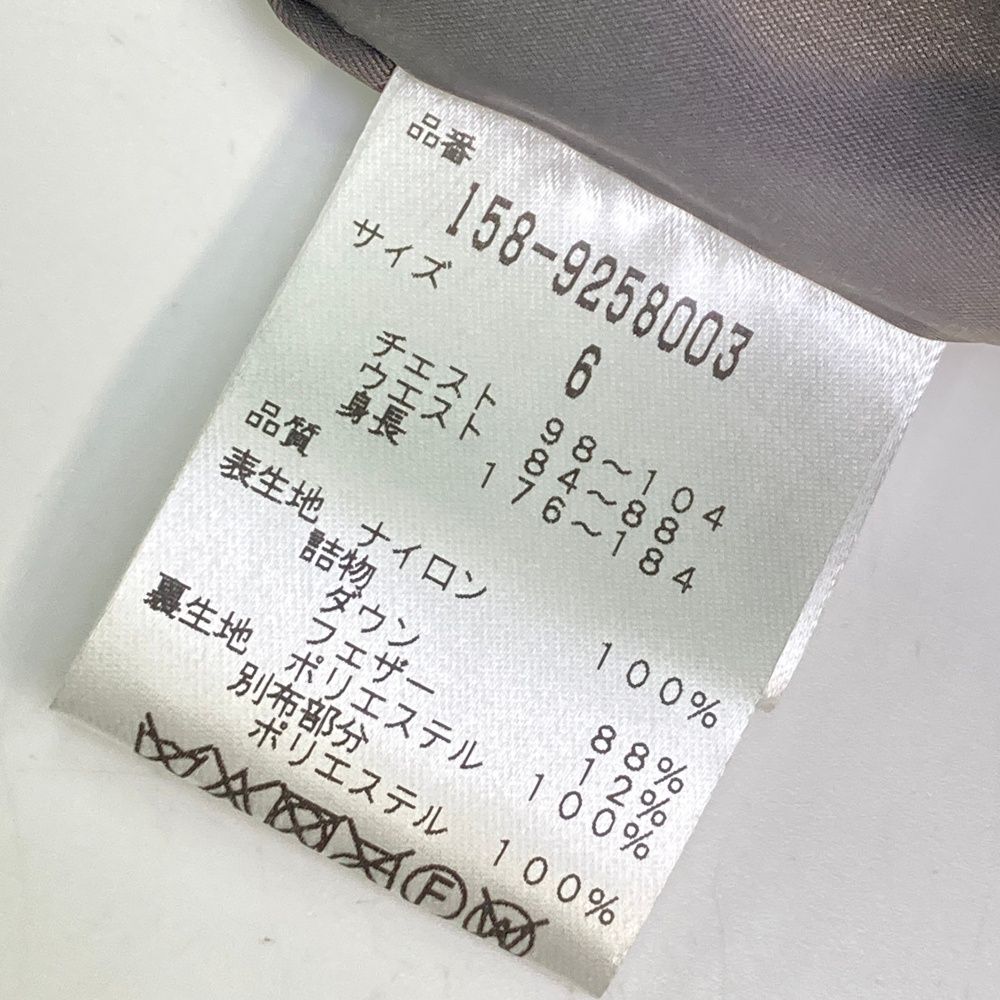 品番
158-9258003
サイズ
6
チエスト 98~104
ウエスト 84~88
身長 176~184
品質
表生地 ナイロン 100%
詰物
ダウン 88%
フエザー 12%
裏生地 ポリエステル 100%
別布部分
ポリエステル 100%
F
W